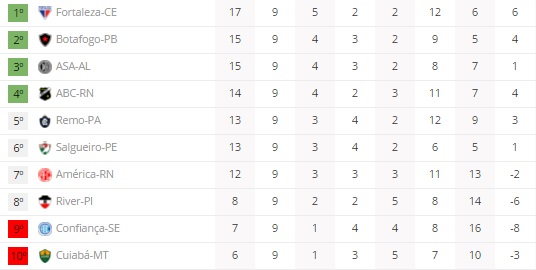 1º Fortaleza-CE 17 9 5 2 2 12 6 6
2º Botafogo-PB 15 9 4 3 2 9 5 4
3º ASA-AL 15 9 4 3 2 8 7 1
4º ABC-RN 14 9 4 2 3 11 7 4
5º Remo-PA 13 9 3 4 2 12 9 3
6º Salgueiro-PE 13 9 3 4 2 6 5 1
7º América-RN 12 9 3 3 3 11 13 -2
8º River-PI 8 9 2 2 5 8 14 -6
9º Confiança-SE 7 9 1 4 4 8 16 -8
10º Cuiabá-MT 6 9 1 3 5 7 10 -3